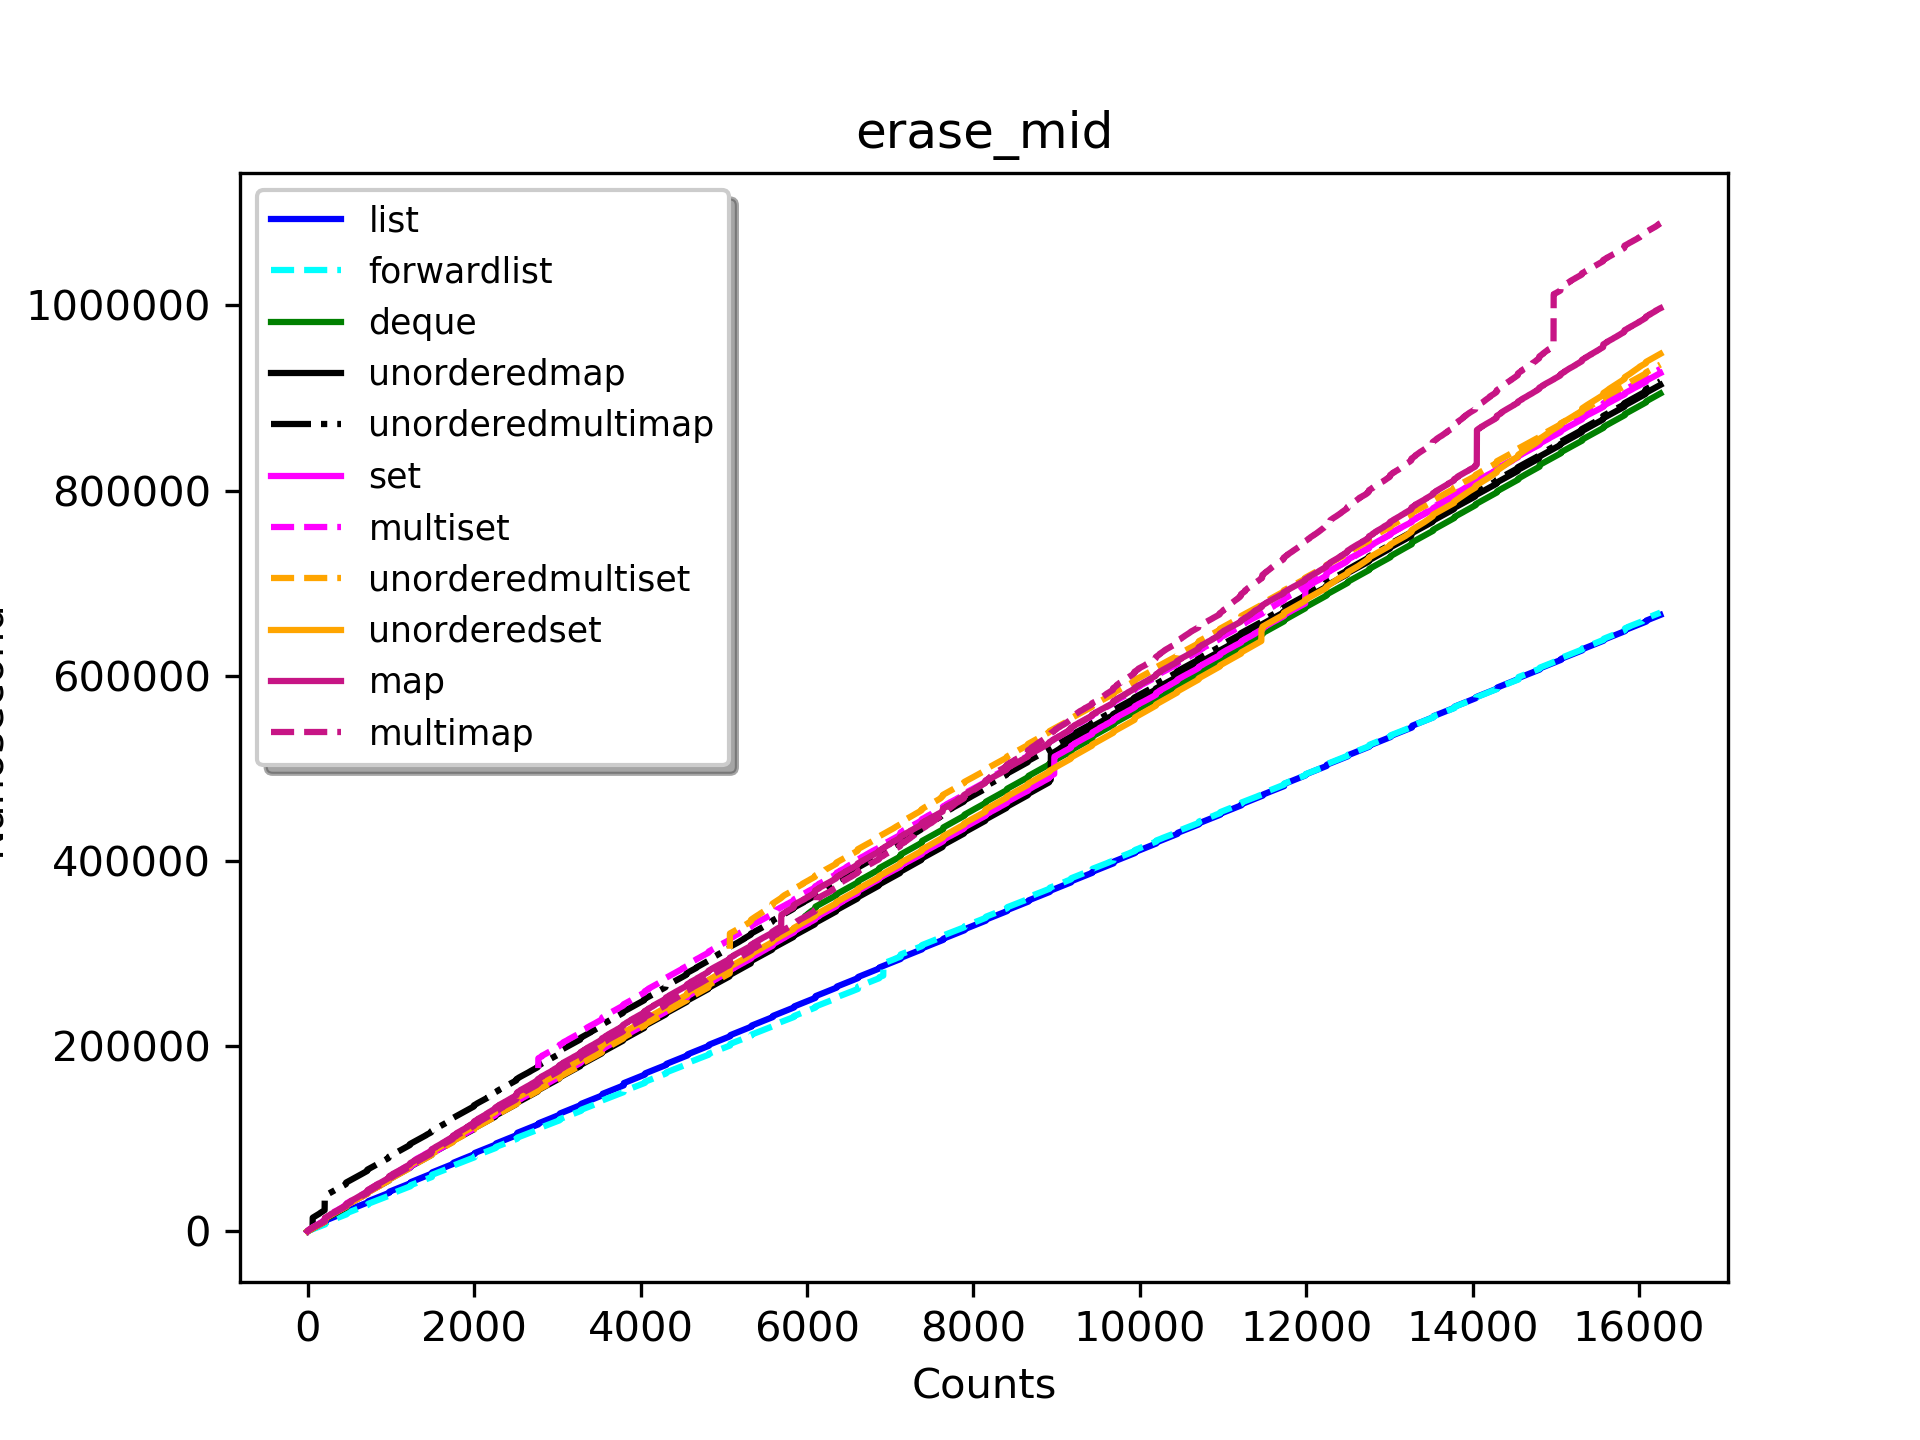 erase_mid
list
forwardlist
deque
unorderedmap
unorderedmultimap
set
multiset
unorderedmultiset
unorderedset
map
multimap
1000000
800000
600000
400000
200000
0
0 2000 4000 6000 8000 10000 12000 14000 16000
Counts